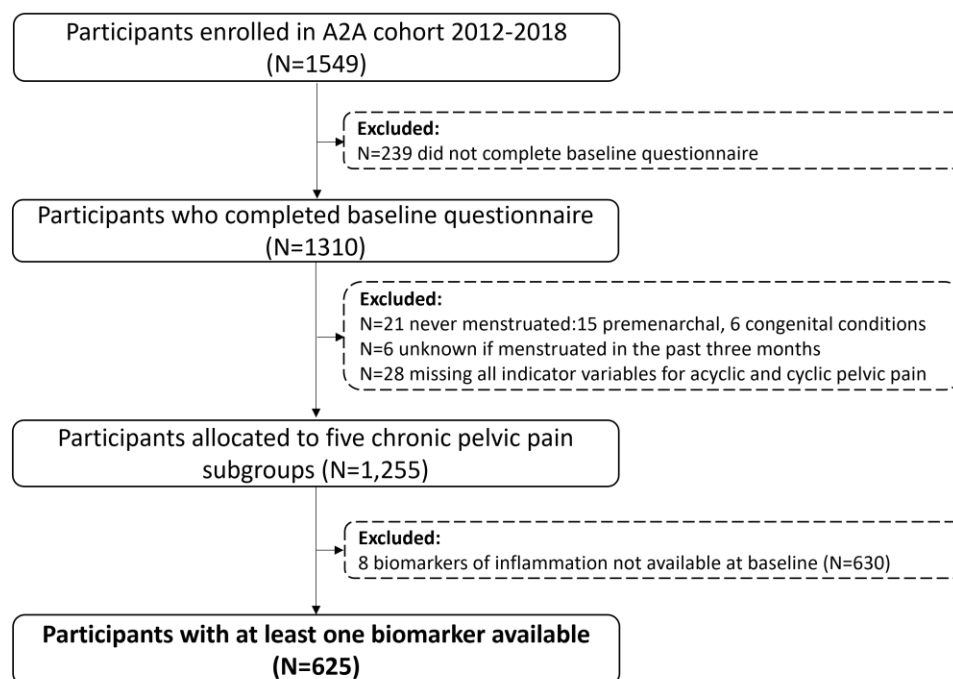 Participants enrolled in A2A cohort 2012-2018
(N=1549)
Excluded:
N=239 did not complete baseline questionnaire
Participants who completed baseline questionnaire
(N=1310)
Excluded:
N=21 never menstruated:15 premenarchal, 6 congenital conditions
N=6 unknown if menstruated in the past three months
N=28 missing all indicator variables for acyclic and cyclic pelvic pain
Participants allocated to five chronic pelvic pain
subgroups (N=1,255)
Excluded:
8 biomarkers of inflammation not available at baseline (N=630)
Participants with at least one biomarker available
(N=625)